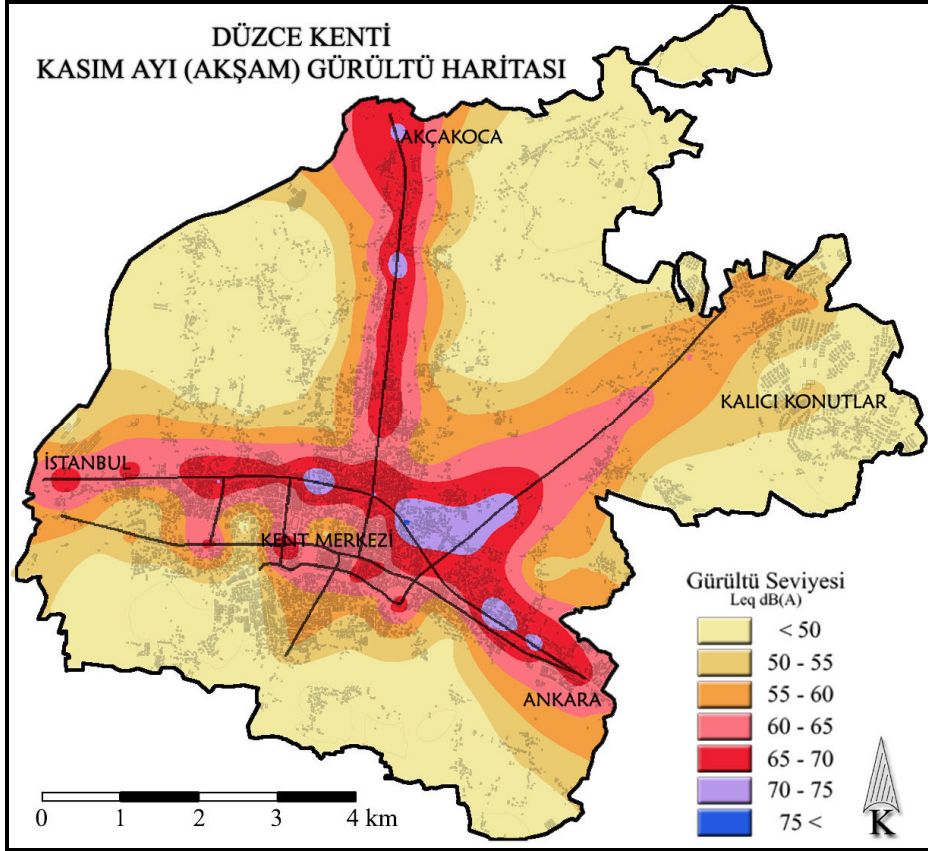 DÜZCE KENTİ
KASIM AYI (AKŞAM) GÜRÜLTÜ HARİTASI
AKÇAKOCA
KALICI KONUTLAR
İSTANBUL
KENT MERKEZİ
ANKARA
Gürültü Seviyesi
Leq dB(A)
< 50
50 - 55
55 - 60
60 - 65
65 - 70
70 - 75
75 <
0 1 2 3 4 km
K